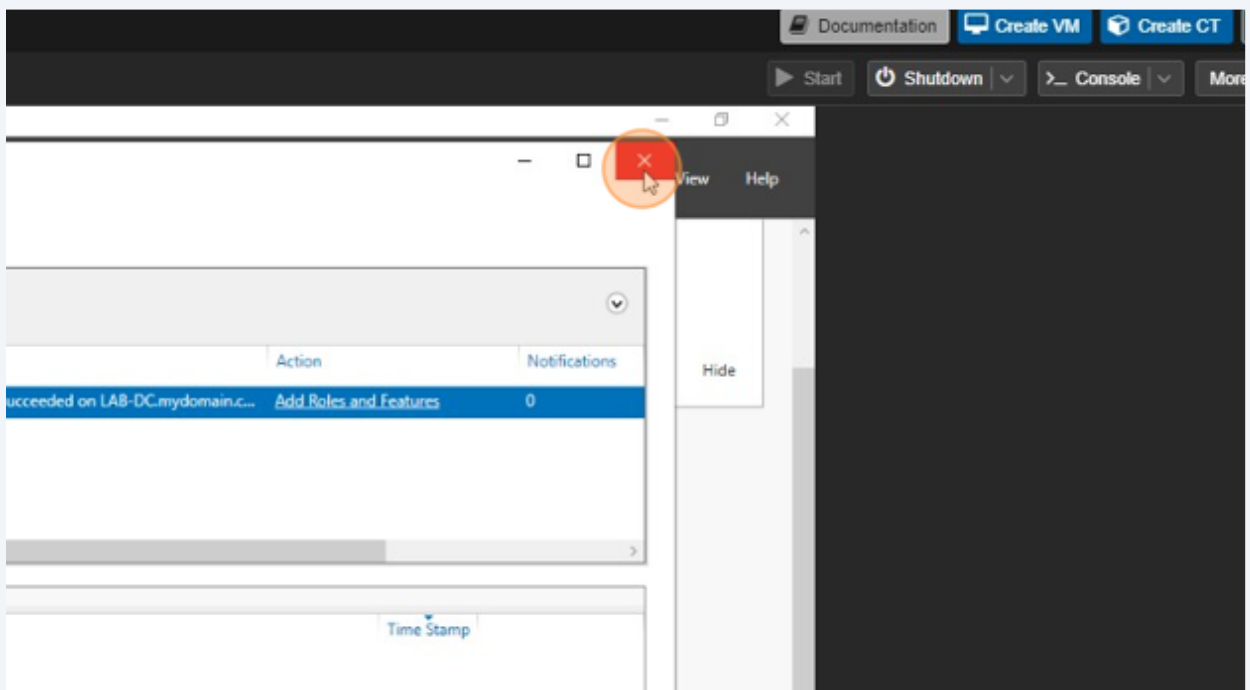 Documentation Create VM Create CT
Start Shutdown >_ Console More
View Help
Action Notifications
Hide
ucceeded on LAB-DC.mydomain.c... Add Roles and Features 0
Time Stamp